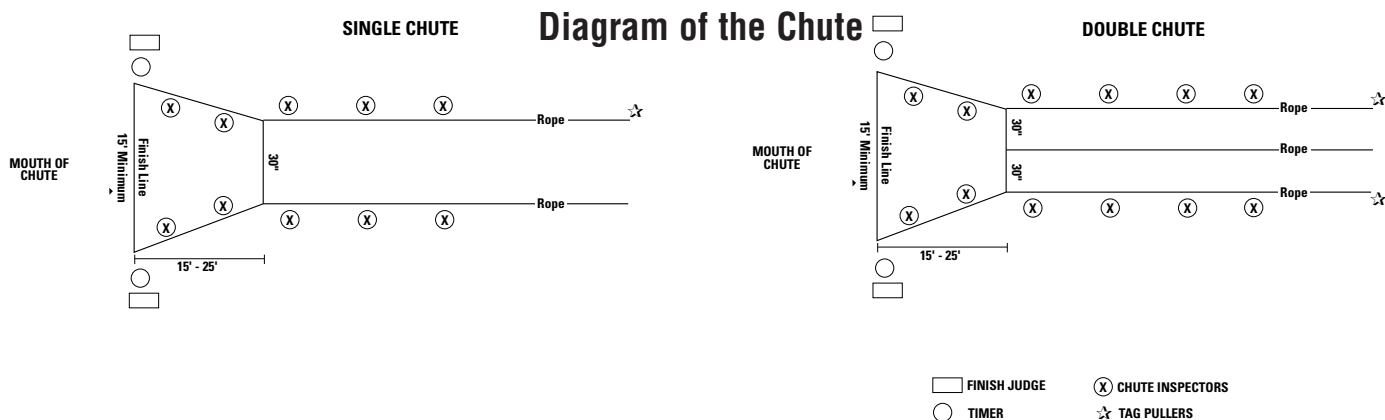 Diagram of the Chute
SINGLE CHUTE
MOUTH OF
CHUTE
15' Minimum
Finish Line
X
X
X
X
X
30"
Rope
Rope
X
X
X
X
X
15' - 25'
DOUBLE CHUTE
MOUTH OF
CHUTE
15' Minimum
Finish Line
X
X
X
X
X
X
30"
30"
Rope
Rope
Rope
X
X
X
X
X
X
15' - 25'
FINISH JUDGE
X CHUTE INSPECTORS
TIMER
TAG PULLERS